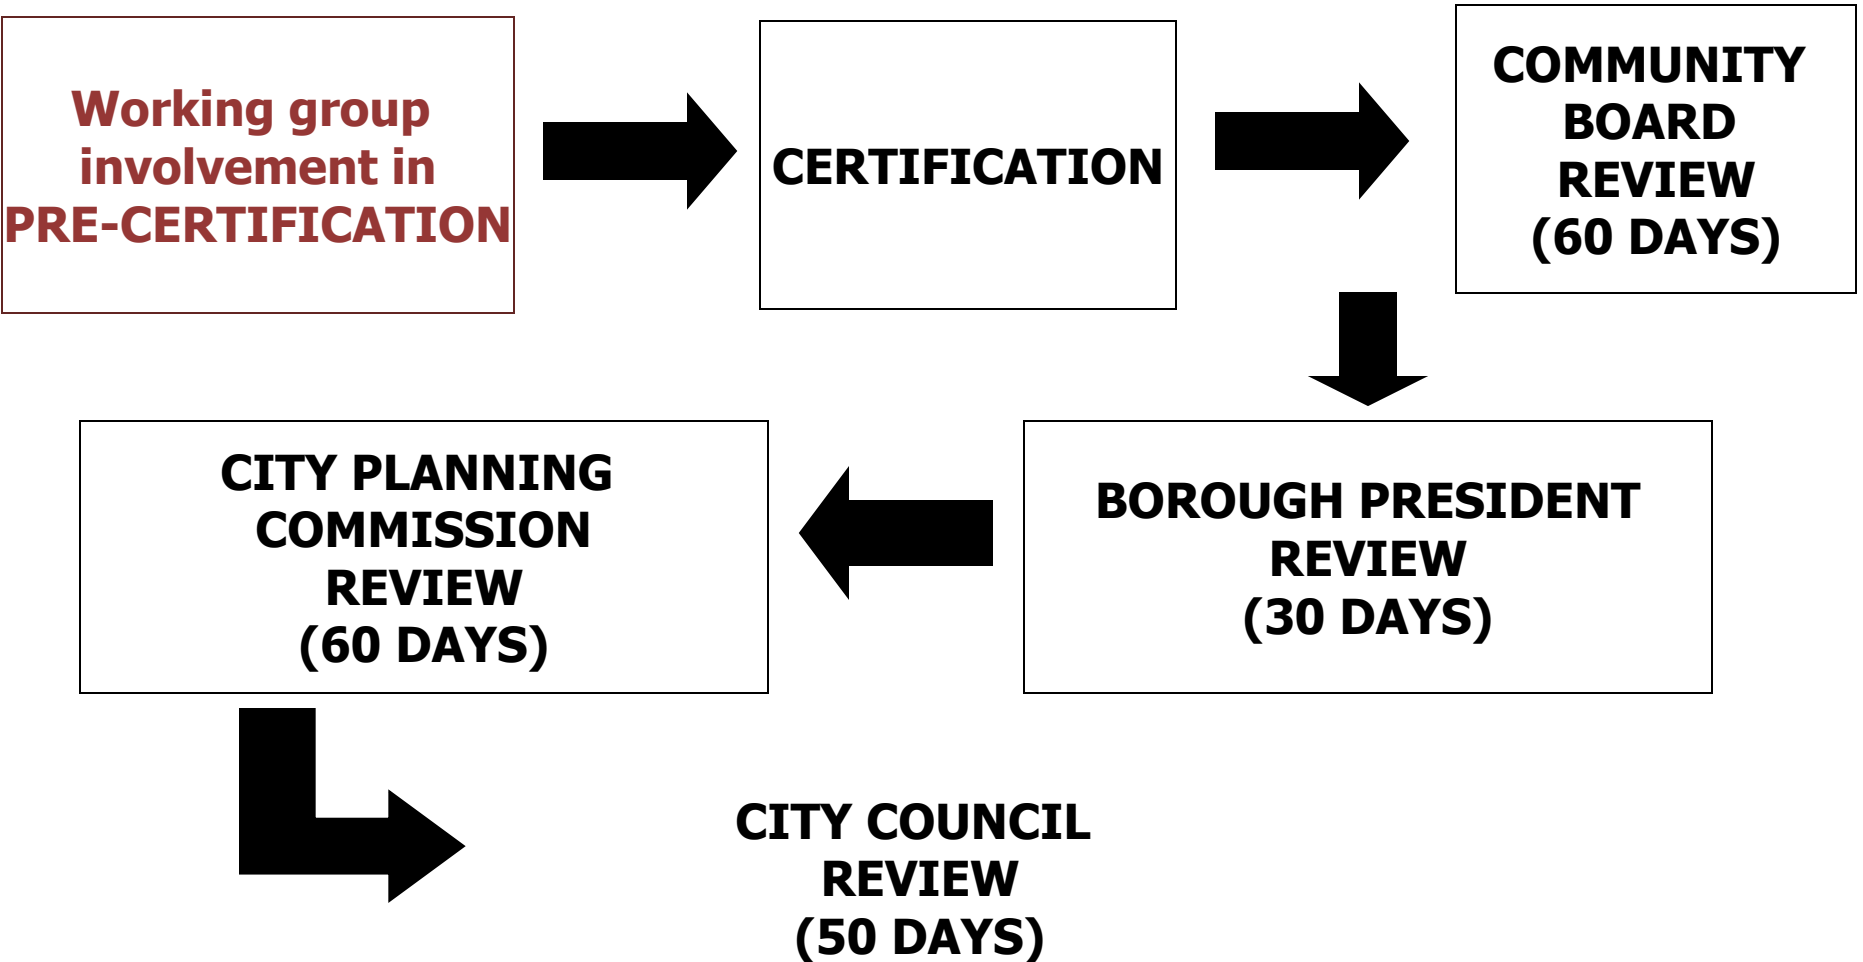 Working group
involvement in
PRE-CERTIFICATION
CERTIFICATION
COMMUNITY
BOARD
REVIEW
(60 DAYS)
BOROUGH PRESIDENT
REVIEW
(30 DAYS)
CITY PLANNING
COMMISSION
REVIEW
(60 DAYS)
CITY COUNCIL
REVIEW
(50 DAYS)